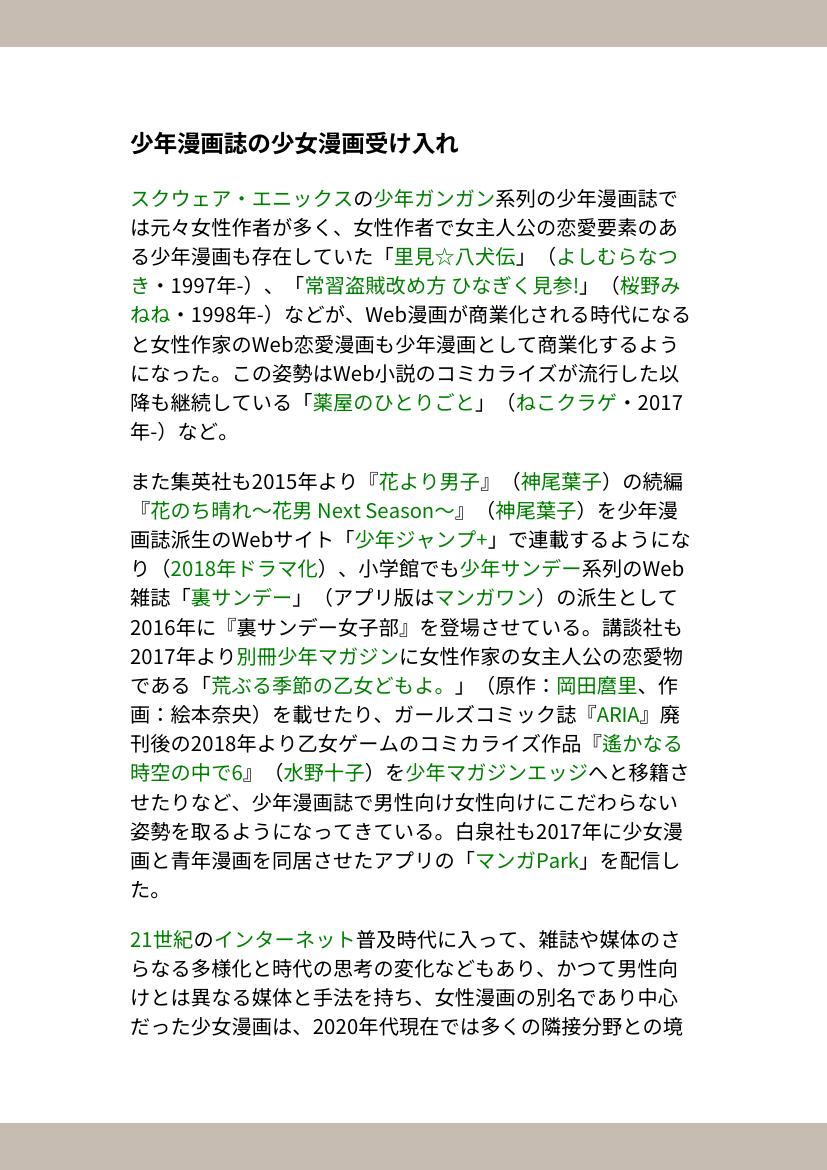 少年漫画誌の少女漫画受け入れ
スクウェア・エニックスの少年ガンガン系列の少年漫画誌で
は元々女性作者が多く、女性作者で女主人公の恋愛要素のあ
る少年漫画も存在していた「里見☆八犬伝」（よしむらなつ
き・1997年-）、「常習盗賊改め方 ひなぎく見参!」（桜野み
ねね・1998年-）などが、Web漫画が商業化される時代になる
と女性作家のWeb恋愛漫画も少年漫画として商業化するよう
になった。この姿勢はWeb小説のコミカライズが流行した以
降も継続している「薬屋のひとりごと」（ねこクラゲ・2017
年-）など。
また集英社も2015年より『花より男子』（神尾葉子）の続編
『花のち晴れ〜花男 Next Season〜』（神尾葉子）を少年漫
画誌派生のWebサイト「少年ジャンプ+」で連載するようにな
り（2018年ドラマ化）、小学館でも少年サンデー系列のWeb
雑誌「裏サンデー」（アプリ版はマンガワン）の派生として
2016年に『裏サンデー女子部』を登場させている。講談社も
2017年より別冊少年マガジンに女性作家の女主人公の恋愛物
である「荒ぶる季節の乙女どもよ。」（原作：岡田麿里、作
画：絵本奈央）を載せたり、ガールズコミック誌『ARIA』廃
刊後の2018年より乙女ゲームのコミカライズ作品『遙かなる
時空の中で6』（水野十子）を少年マガジンエッジへと移籍さ
せたりなど、少年漫画誌で男性向け女性向けにこだわらない
姿勢を取るようになってきている。白泉社も2017年に少女漫
画と青年漫画を同居させたアプリの「マンガPark」を配信し
た。
21世紀のインターネット普及時代に入って、雑誌や媒体のさ
らなる多様化と時代の思考の変化などもあり、かつて男性向
けとは異なる媒体と手法を持ち、女性漫画の別名であり中心
だった少女漫画は、2020年代現在では多くの隣接分野との境